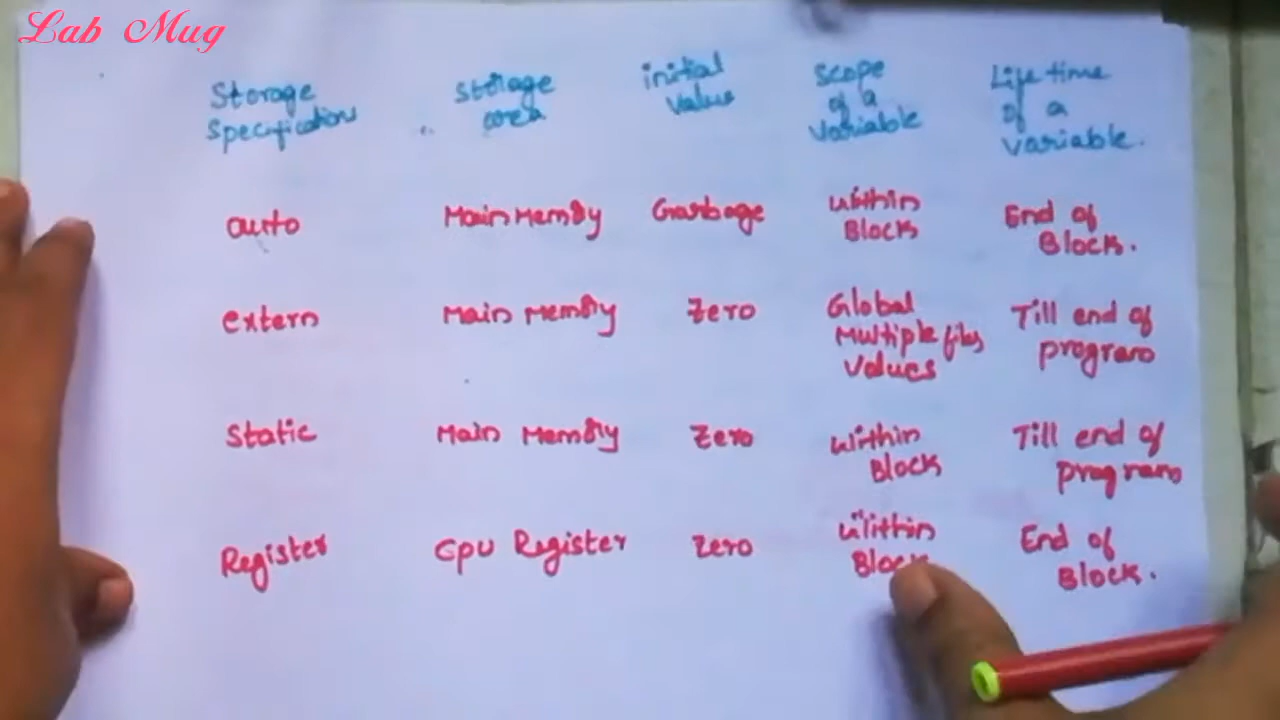 Lab Mug
Storage Specification
Storage area
initial value
Scope of a variable
Life time of a variable.
auto
Main Memory
Garbage
within Block
End of Block.
extern
Main memory
Zero
Global Multiple files values
Till end of program
Static
Main Memory
Zero
within Block
Till end of program
Register
Cpu Register
Zero
within Block
End of Block.